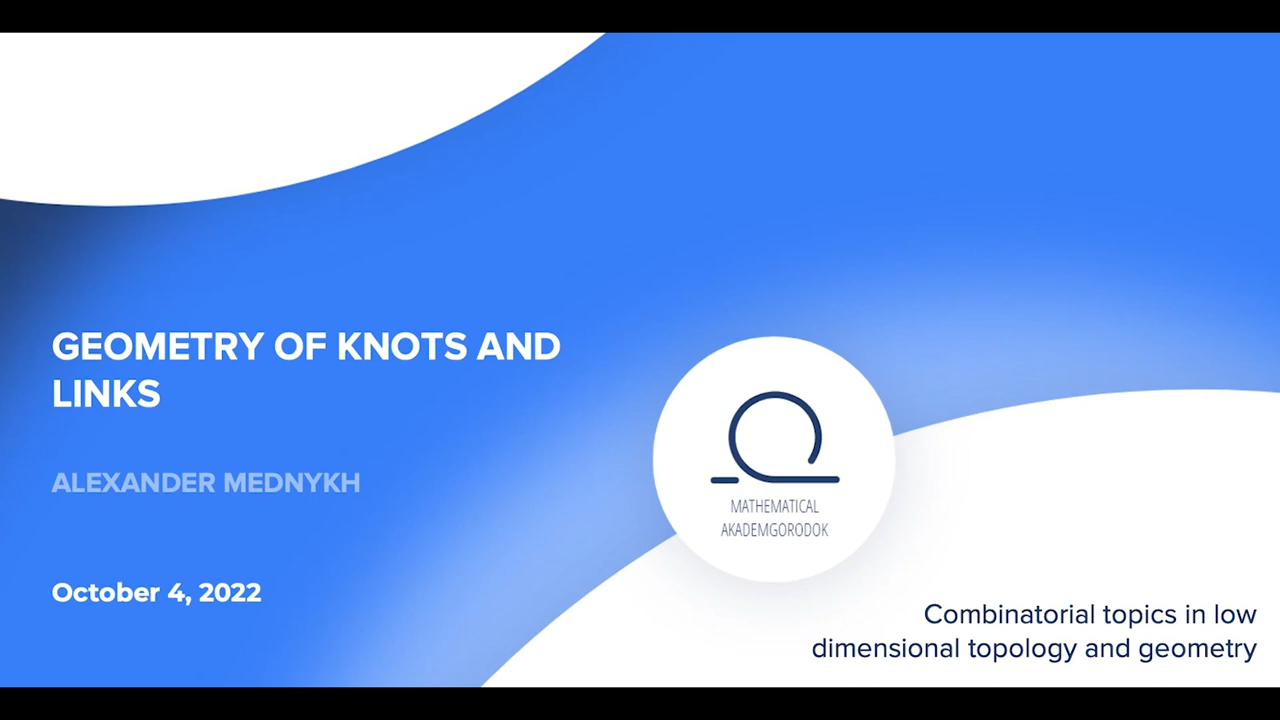 GEOMETRY OF KNOTS AND
LINKS
ALEXANDER MEDNYKH
October 4, 2022
MATHEMATICAL
AKADEMGORODOK
Combinatorial topics in low
dimensional topology and geometry